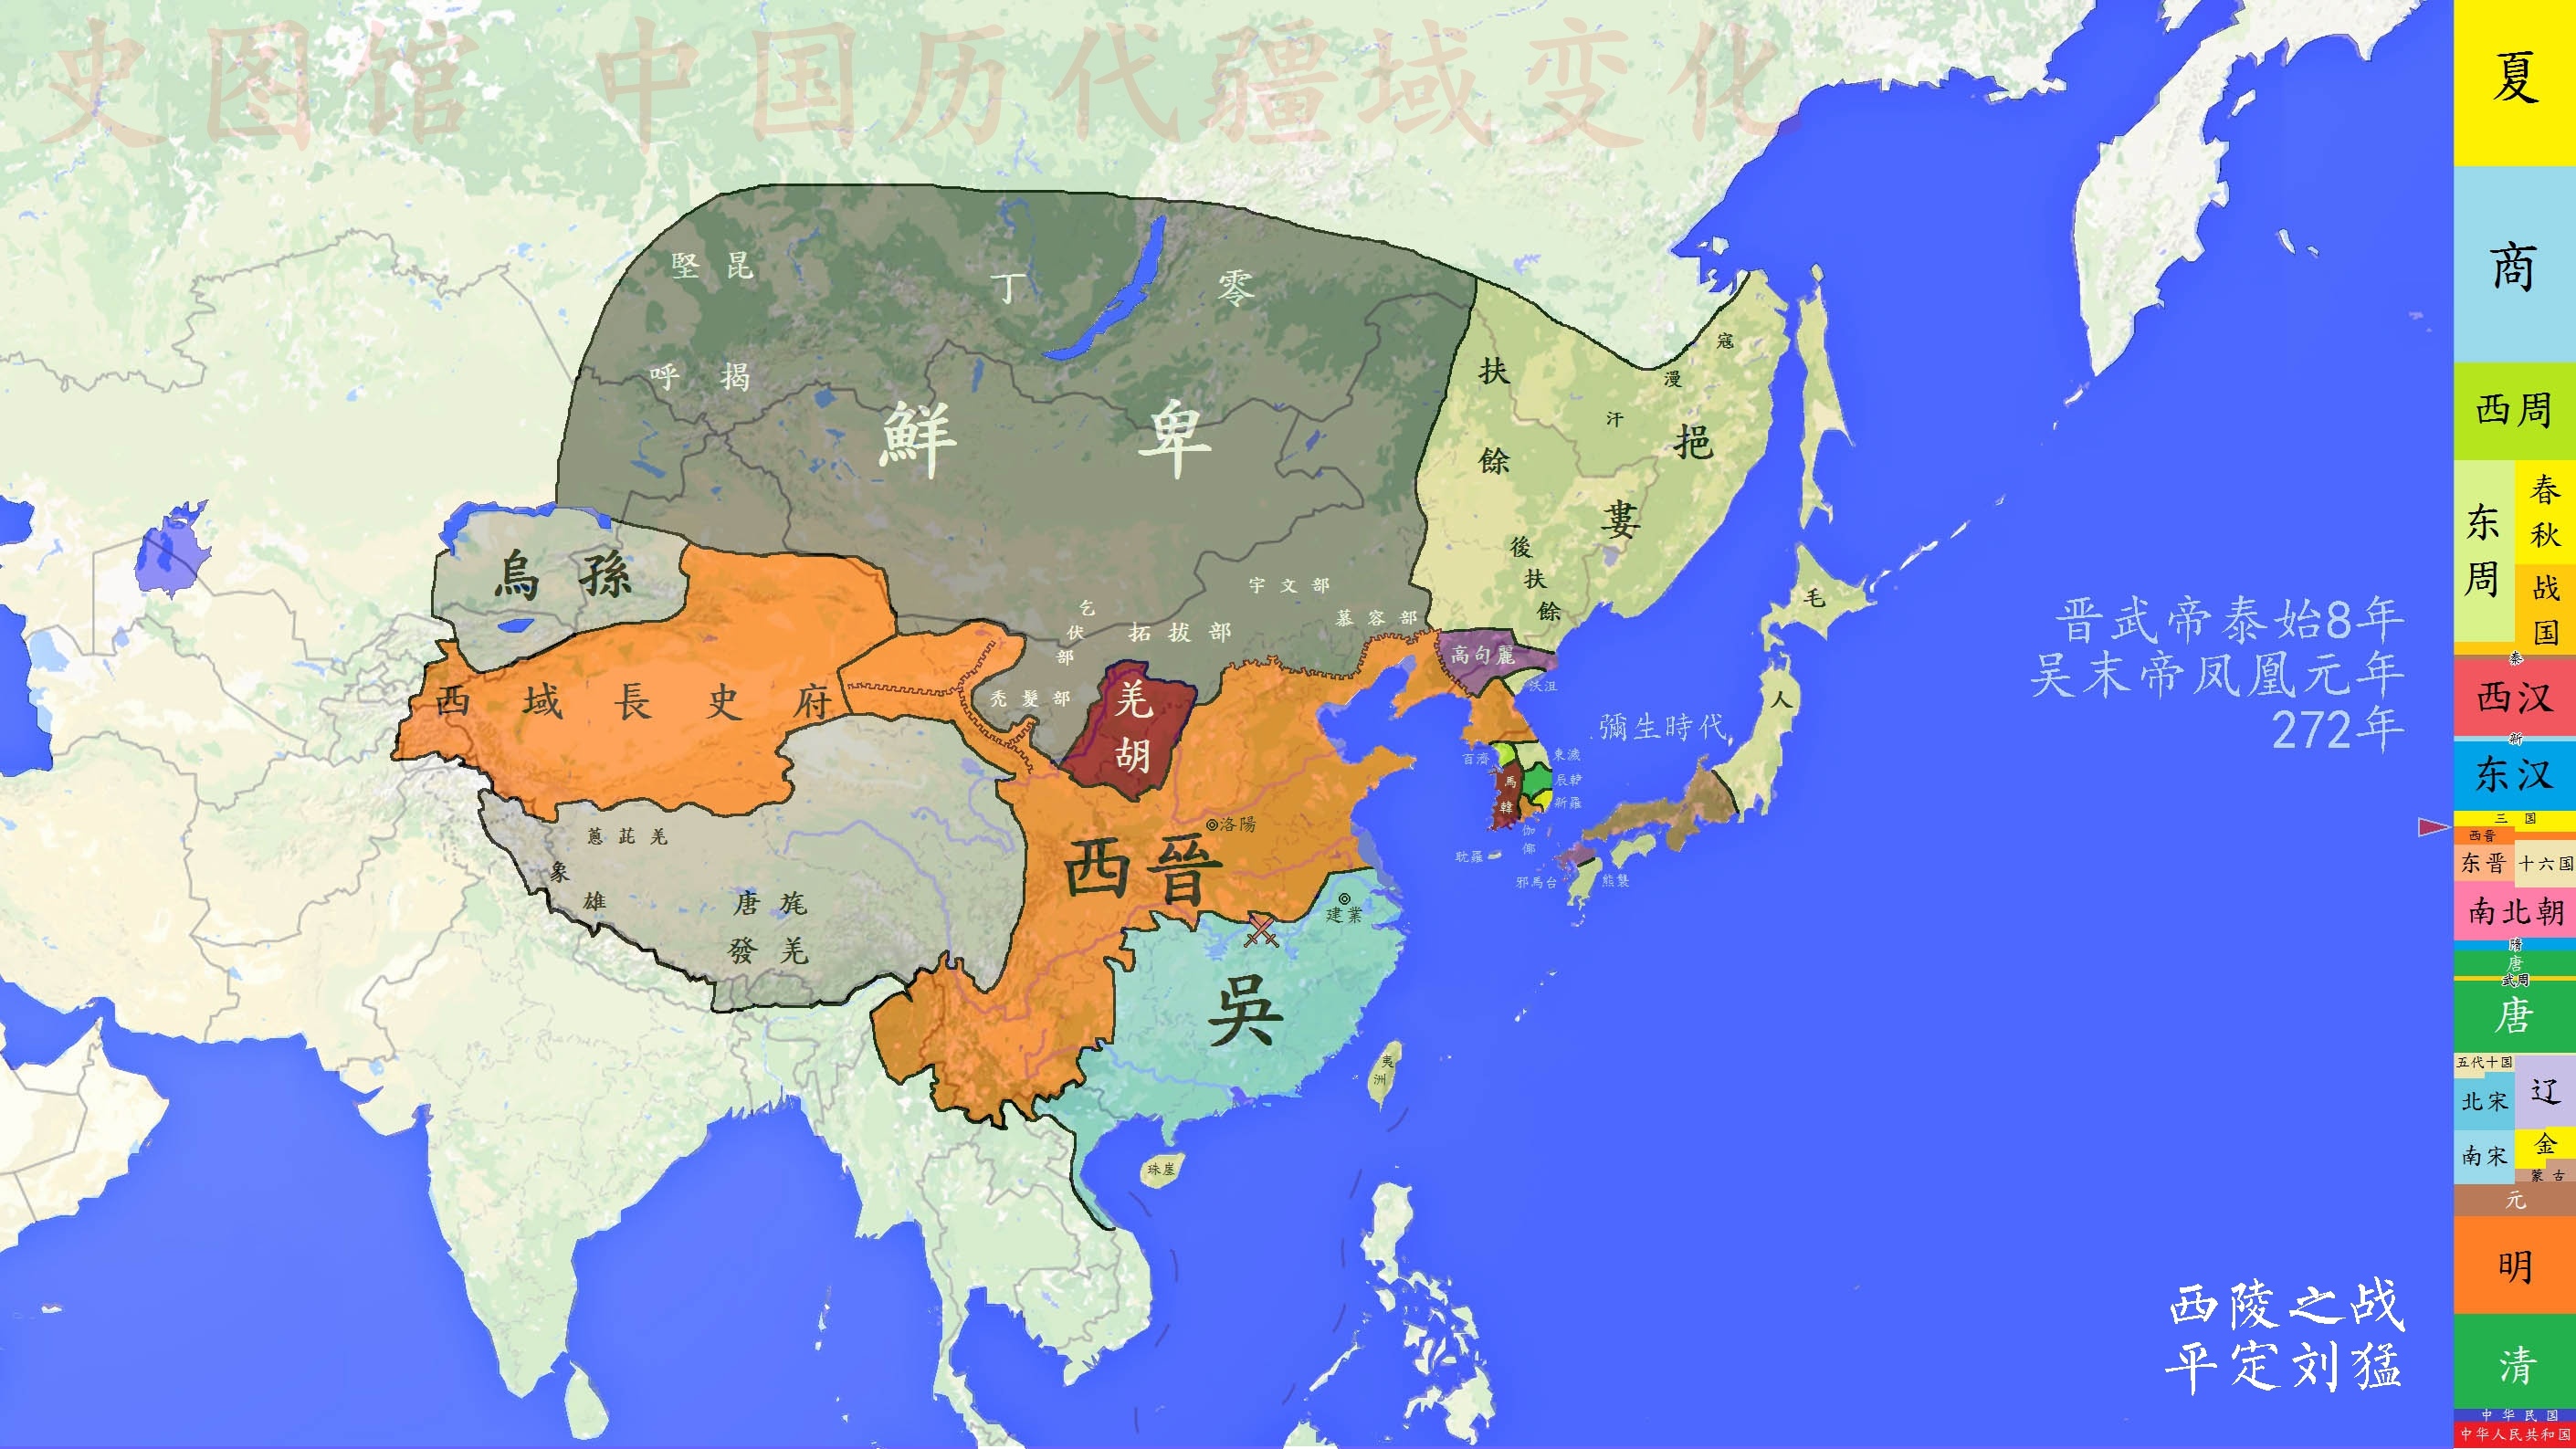 史图馆 中国历代疆域变化
堅昆
丁零
呼揭
鮮卑
扶餘
寇漫汗
挹婁
後扶餘
烏孫
宇文部
慕容部
乞伏部
拓拔部
禿髮部
高句麗
沃沮
毛人
西域長史府
羌胡
彌生時代
百濟
東濊
馬韓
辰韓
新羅
伽倻
耽羅
邪馬台
熊襲
蔥茈羌
象雄
唐旄
發羌
洛陽
西晉
建業
吳
夷洲
珠崖
晋武帝泰始8年
吴末帝凤凰元年
272年
西陵之战
平定刘猛
夏
商
西周
东周
春秋
战国
秦
西汉
新
东汉
三国
西晋
东晋
十六国
南北朝
隋
唐
武周
唐
五代十国
辽
北宋
南宋
金
蒙古
元
明
清
中华民国
中华人民共和国